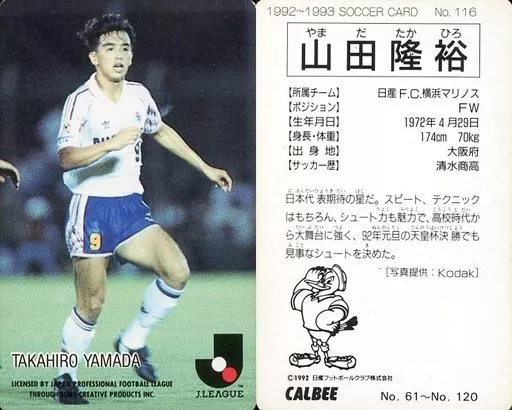 9
TAKAHIRO YAMADA
LICENSED BY JAPAN PROFESSIONAL FOOTBALL LEAGUE
THROUGH SONY CREATIVE PRODUCTS INC.
J.LEAGUE
1992〜1993 SOCCER CARD No. 116
やま だ たか ひろ
山田隆裕
【所属チーム】 日産F.C.横浜マリノス
【ポジション】 FW
【生年月日】 1972年4月29日
【身長・体重】 174cm 70kg
【出身地】 大阪府
【サッカー歴】 清水商高
日本代表期待の星だ。スピート、テクニック
はもちろん、シュート力も魅力で、高校時代か
ら大舞台に強く、92年元旦の天皇杯決勝でも
見事なシュートを決めた。
[写真提供:Kodak]
©1992 日産フットボールクラブ株式会社
CALBEE No. 61〜No. 120